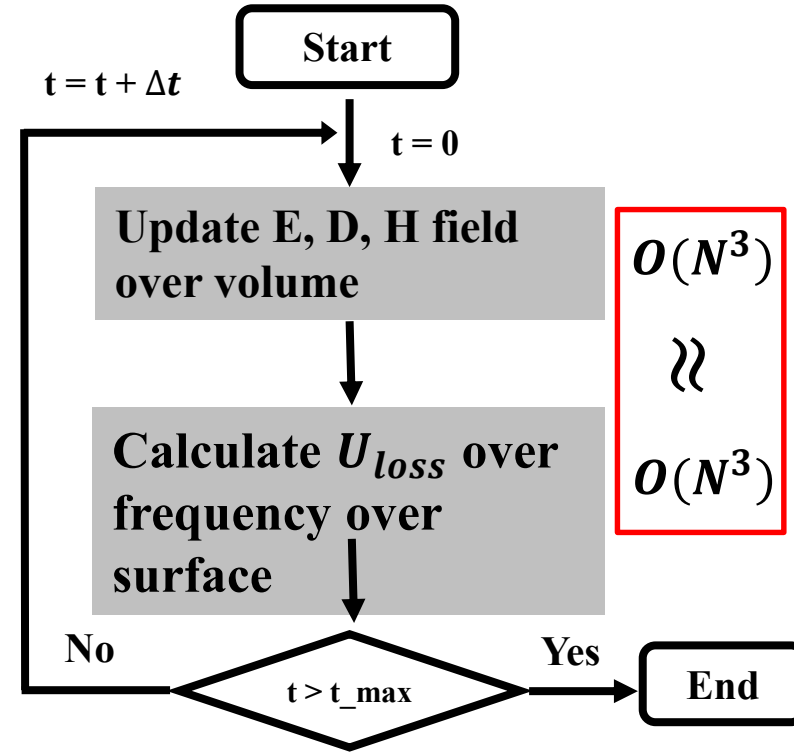 Start
t = t + Δt
t = 0
Update E, D, H field
over volume
O(N³)
≈
O(N³)
Calculate U_loss over
frequency over
surface
No
Yes
t > t_max
End